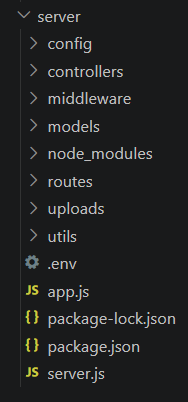 server
config
controllers
middleware
models
node_modules
routes
uploads
utils
.env
JS app.js
{} package-lock.json
{} package.json
JS server.js